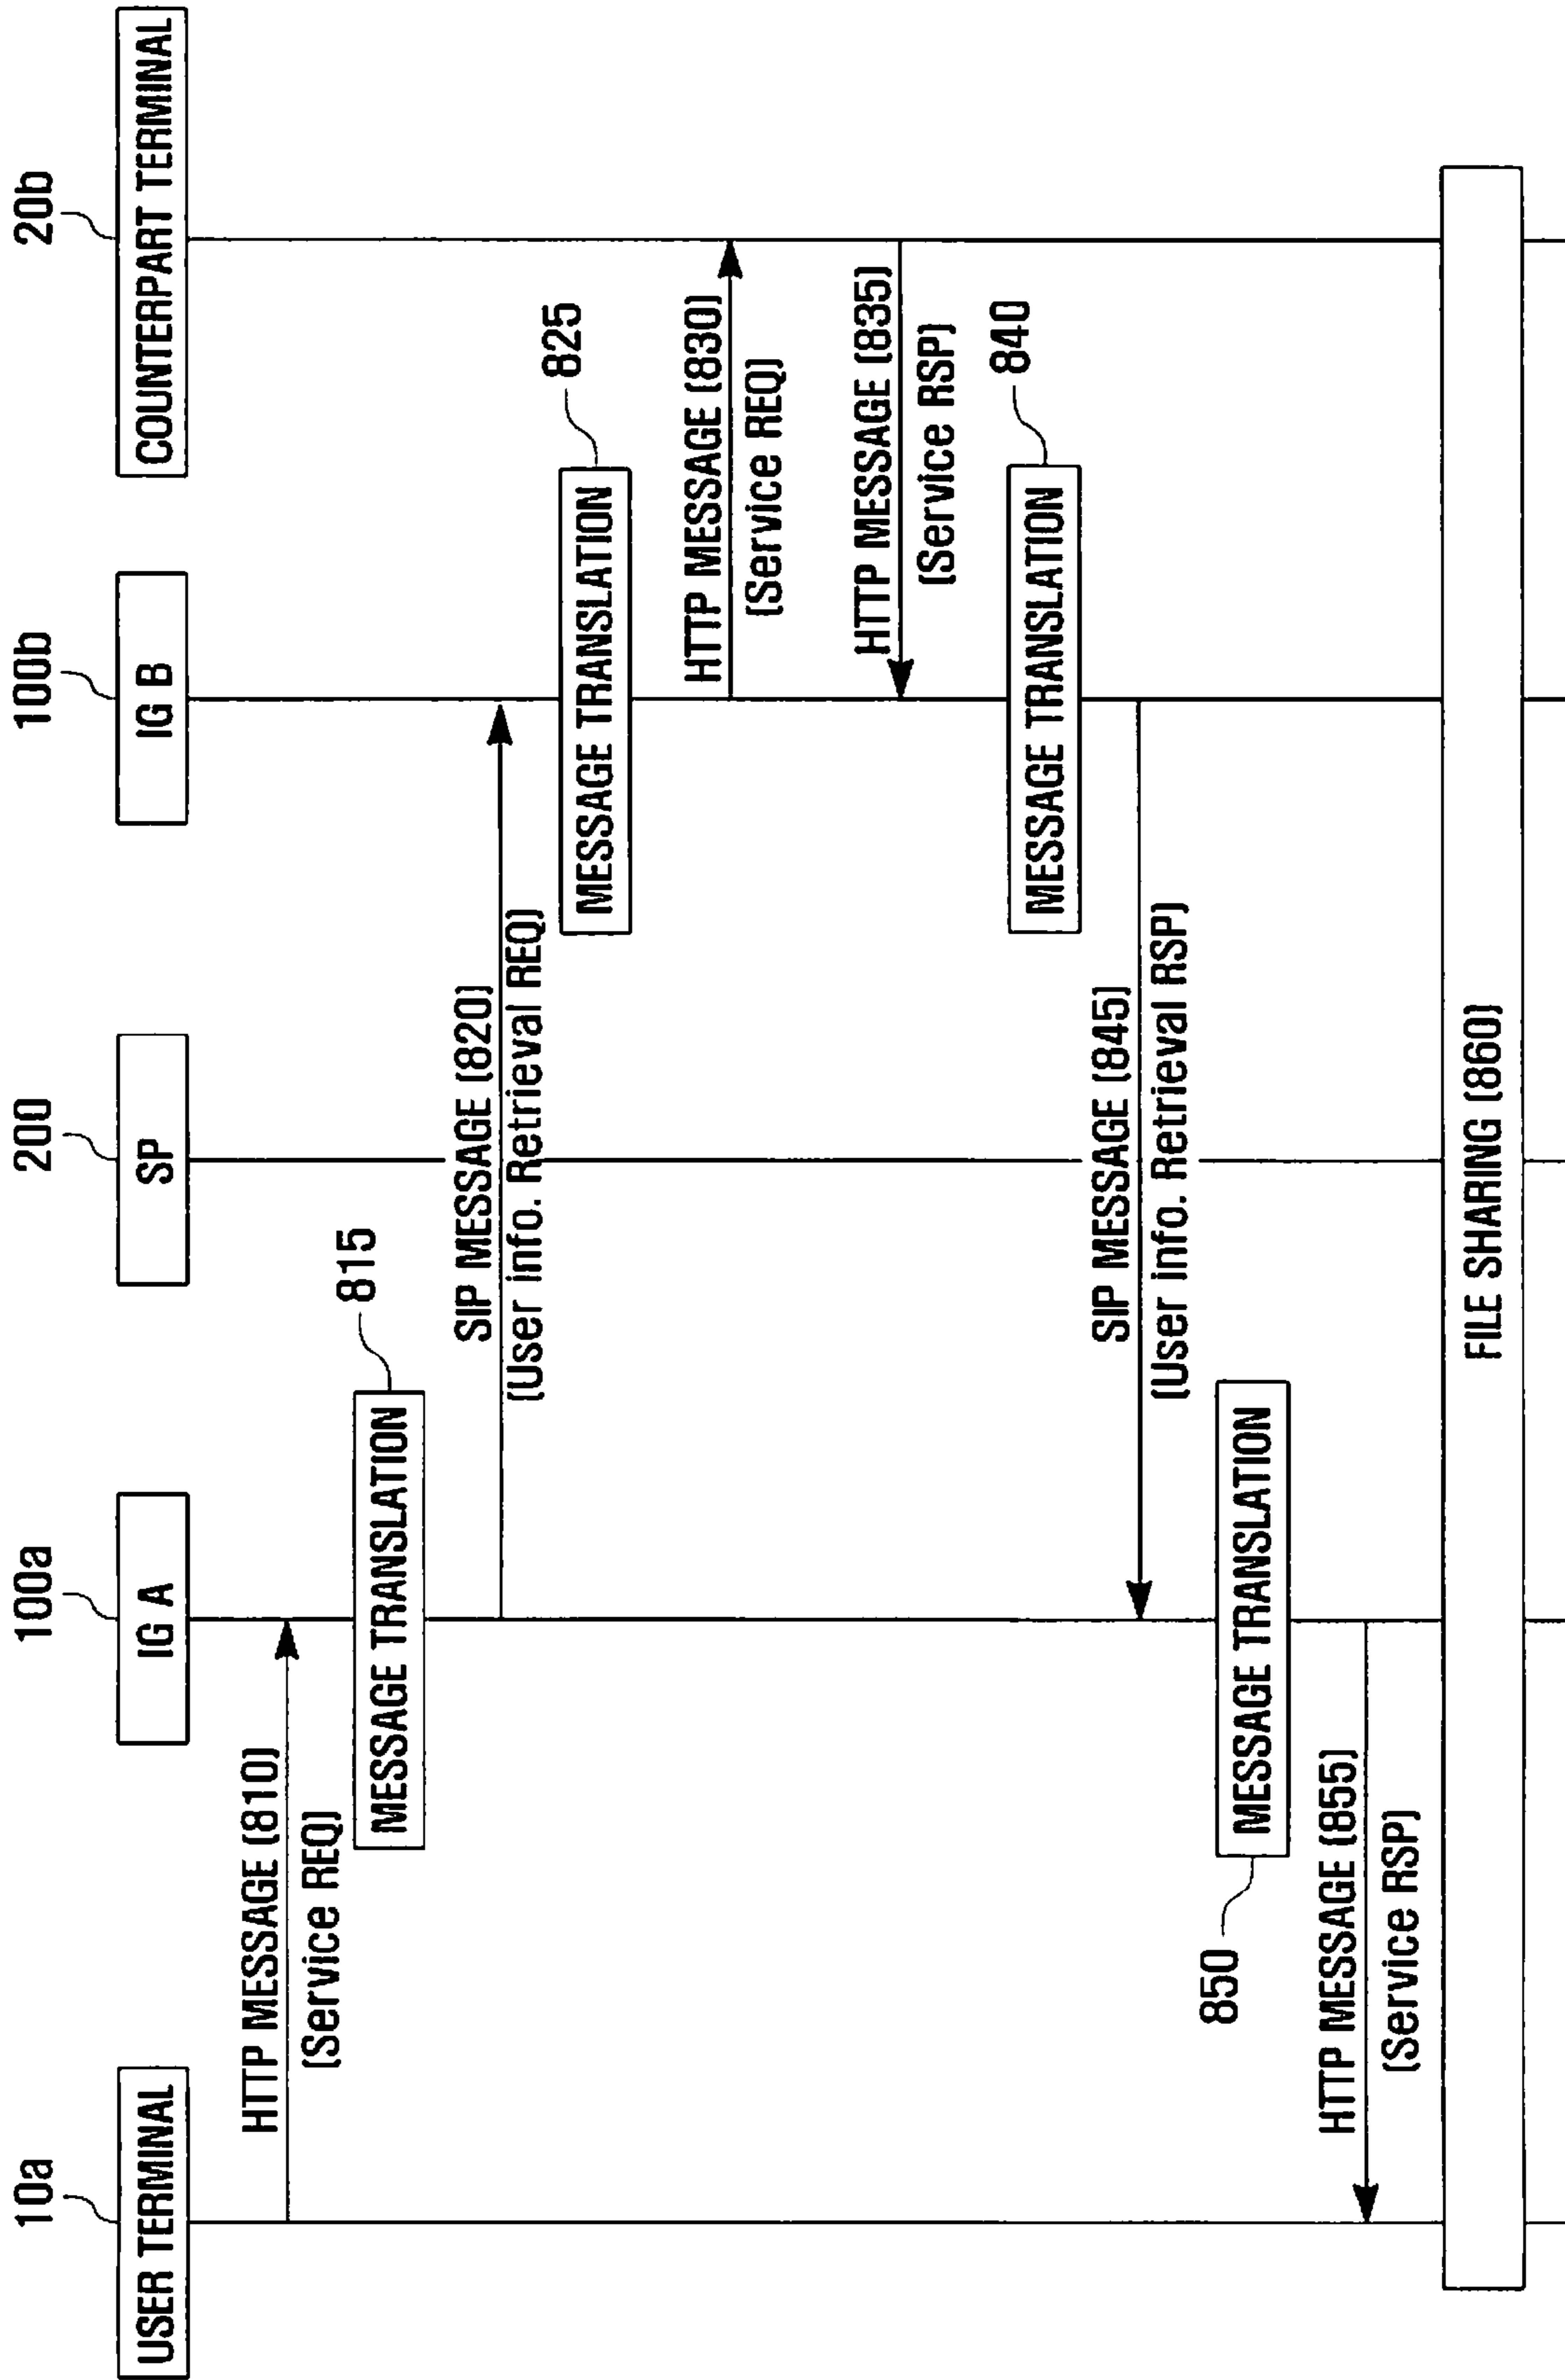 10a
100a
200
100b
20b
USER TERMINAL
IG A
SP
IG B
COUNTERPART TERMINAL
HTTP MESSAGE (810)
(Service REQ)
815
MESSAGE TRANSLATION
SIP MESSAGE (820)
(User info. Retrieval REQ)
825
MESSAGE TRANSLATION
HTTP MESSAGE (830)
(Service REQ)
HTTP MESSAGE (835)
(Service RSP)
840
MESSAGE TRANSLATION
SIP MESSAGE (845)
(User info. Retrieval RSP)
850
MESSAGE TRANSLATION
HTTP MESSAGE (855)
(Service RSP)
FILE SHARING (860)